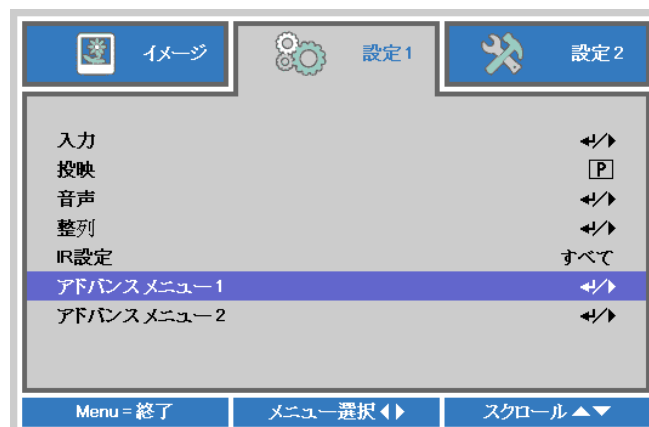 イメージ
設定1
設定2
入力 ↵/▶
投映 P
音声 ↵/▶
整列 ↵/▶
IR設定 すべて
アドバンスメニュー1 ↵/▶
アドバンスメニュー2 ↵/▶
Menu=終了 メニュー選択◀▶ スクロール▲▼